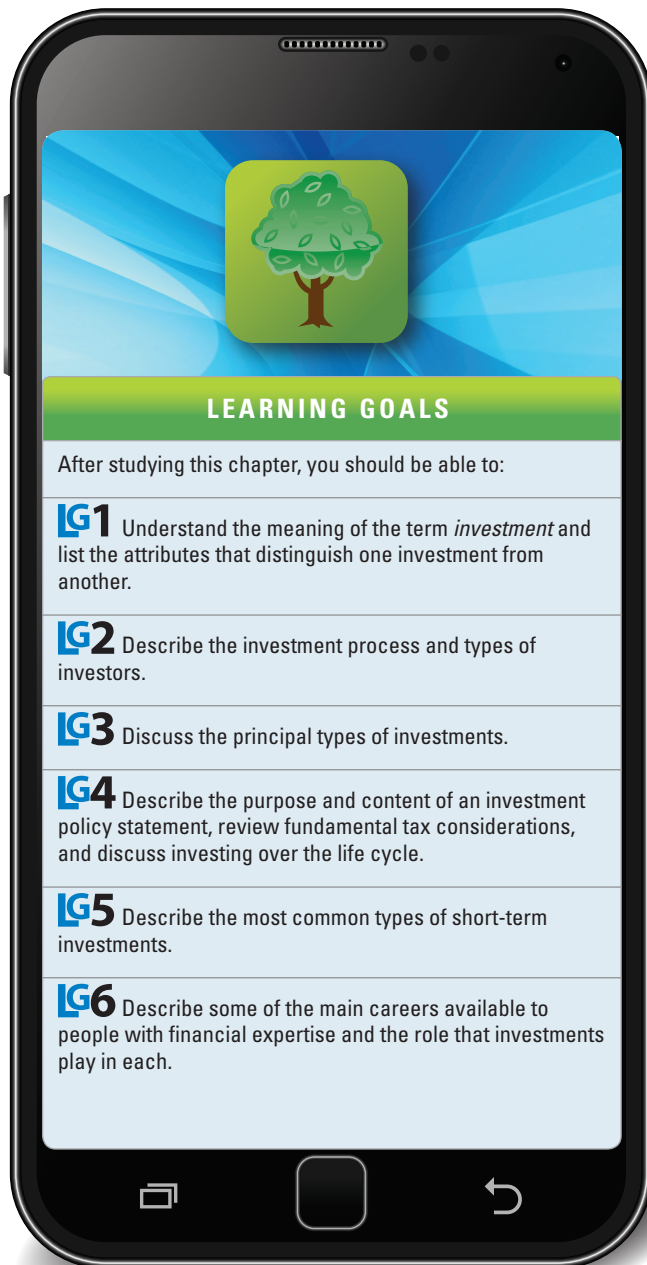 LEARNING GOALS
After studying this chapter, you should be able to:
LG1 Understand the meaning of the term investment and
list the attributes that distinguish one investment from
another.
LG2 Describe the investment process and types of
investors.
LG3 Discuss the principal types of investments.
LG4 Describe the purpose and content of an investment
policy statement, review fundamental tax considerations,
and discuss investing over the life cycle.
LG5 Describe the most common types of short-term
investments.
LG6 Describe some of the main careers available to
people with financial expertise and the role that investments
play in each.